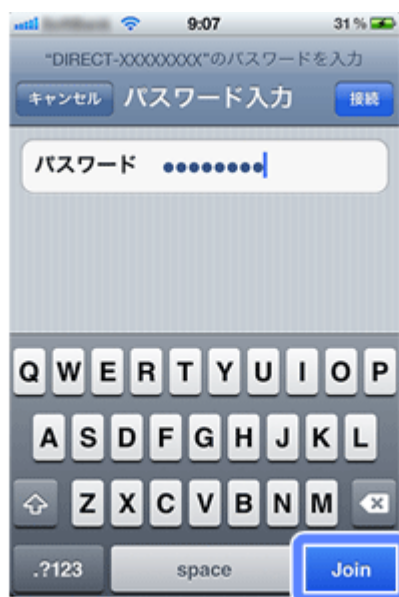 9:07 31 %
"DIRECT-XXXXXXXX"のパスワードを入力
キャンセル パスワード入力 接続
パスワード ●●●●●●●●
Q W E R T Y U I O P
A S D F G H J K L
Z X C V B N M
.?123 space Join